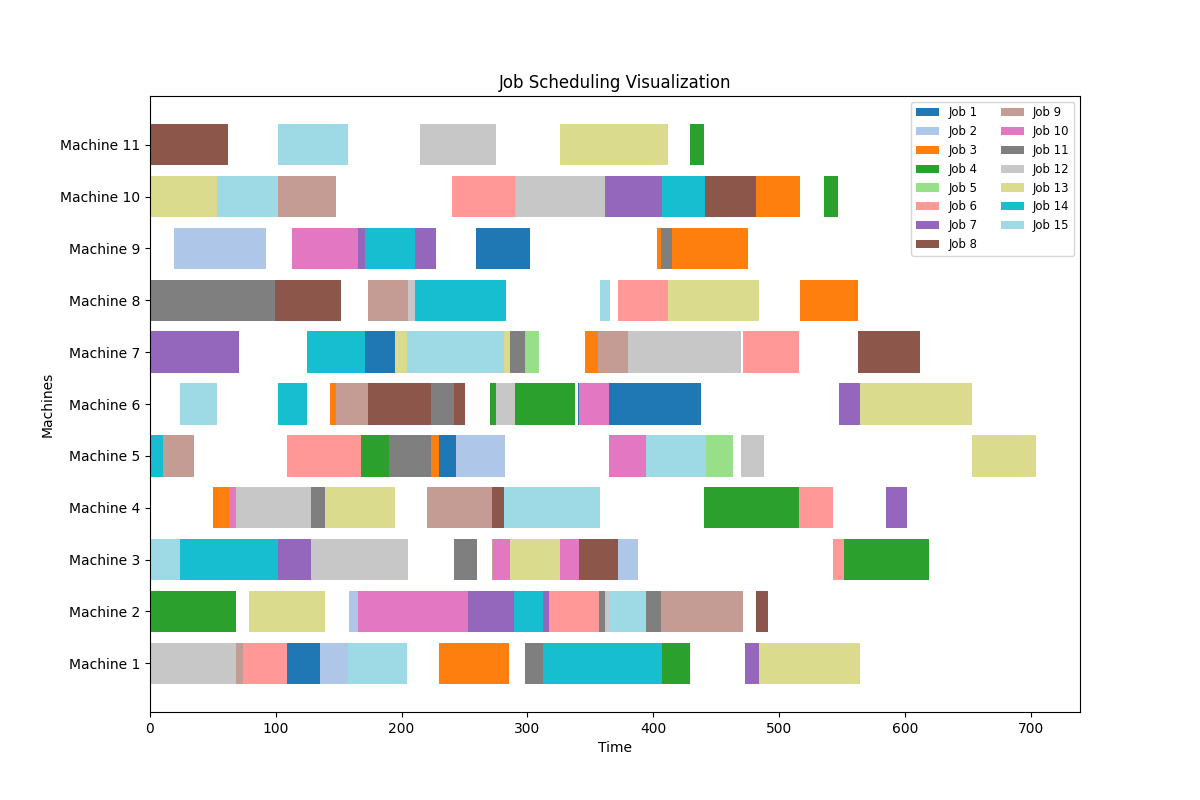 Job Scheduling Visualization
Machines
Machine 11
Machine 10
Machine 9
Machine 8
Machine 7
Machine 6
Machine 5
Machine 4
Machine 3
Machine 2
Machine 1
Job 1
Job 2
Job 3
Job 4
Job 5
Job 6
Job 7
Job 8
Job 9
Job 10
Job 11
Job 12
Job 13
Job 14
Job 15
0 100 200 300 400 500 600 700
Time